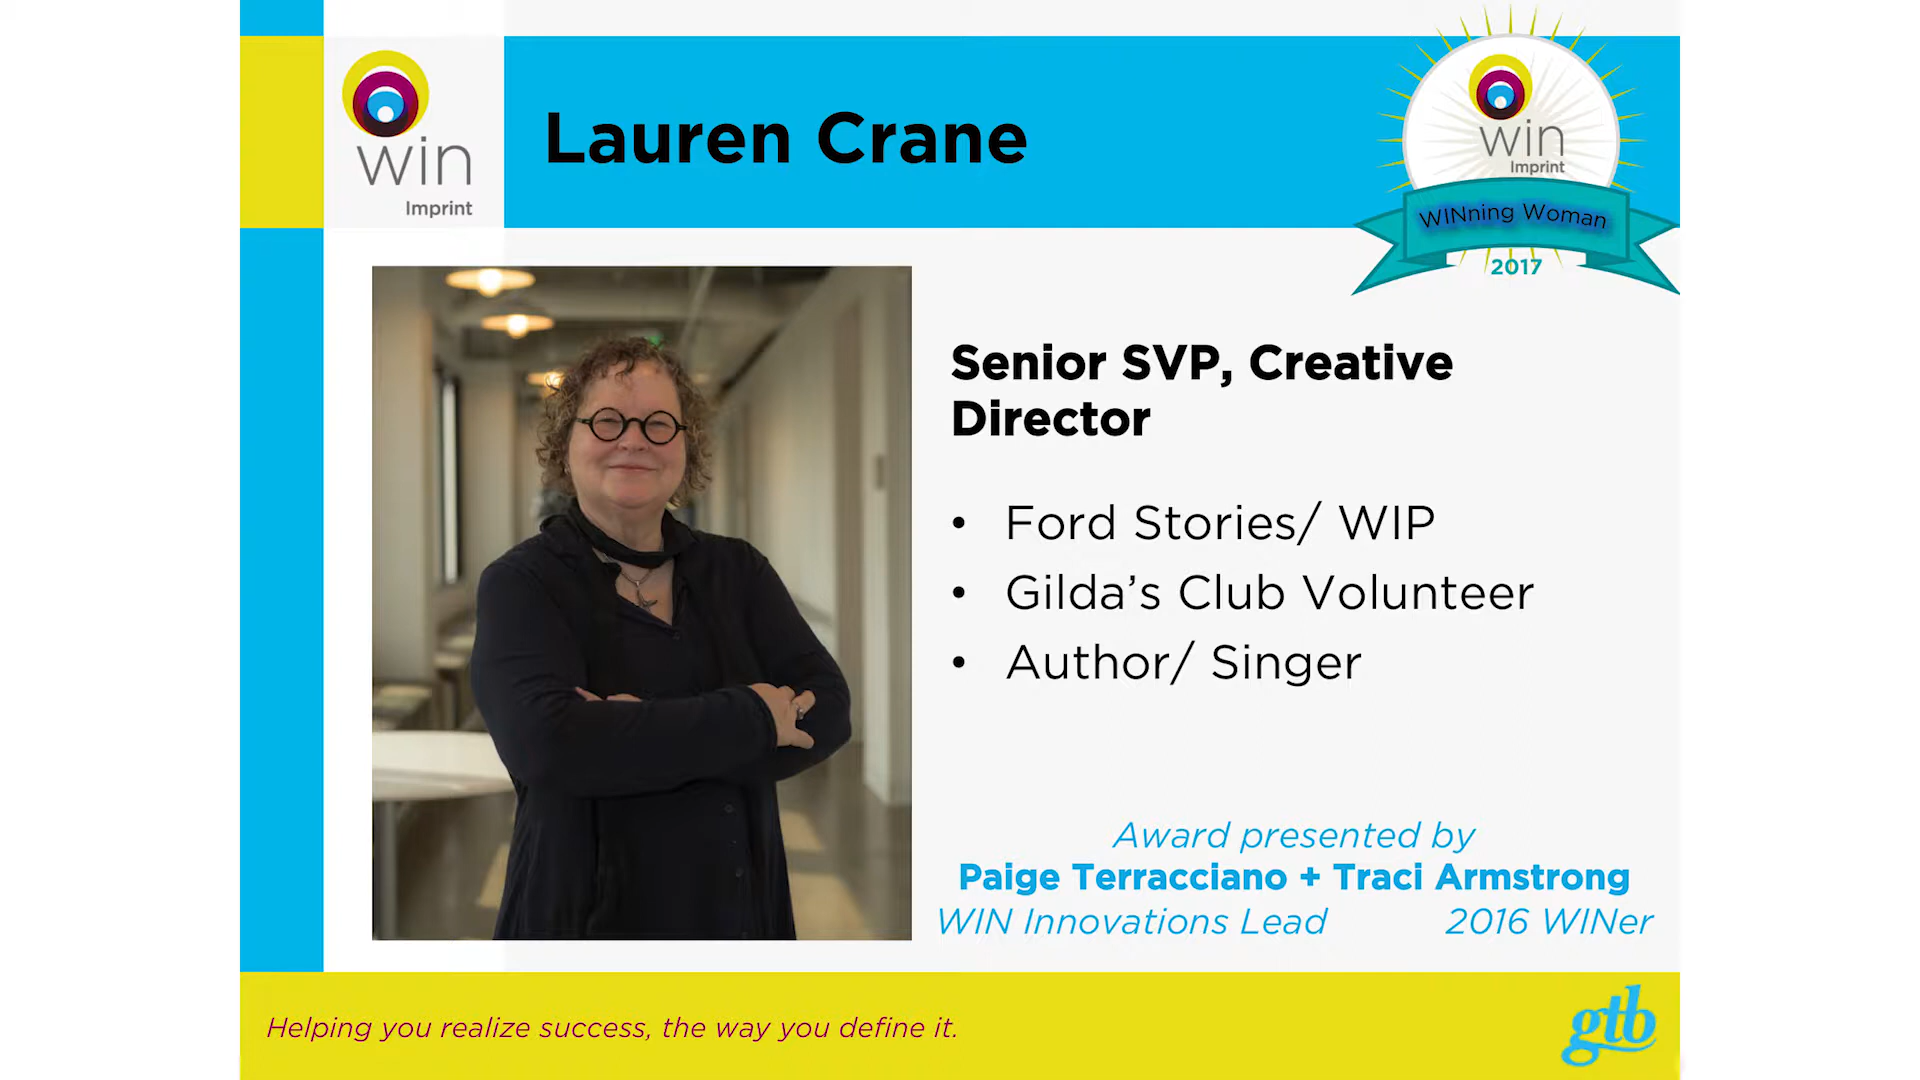 win
Imprint
Lauren Crane
win
Imprint
WINning Woman
2017
Senior SVP, Creative
Director
• Ford Stories/ WIP
• Gilda’s Club Volunteer
• Author/ Singer
Award presented by
Paige Terracciano + Traci Armstrong
WIN Innovations Lead 2016 WINer
Helping you realize success, the way you define it.
gtb